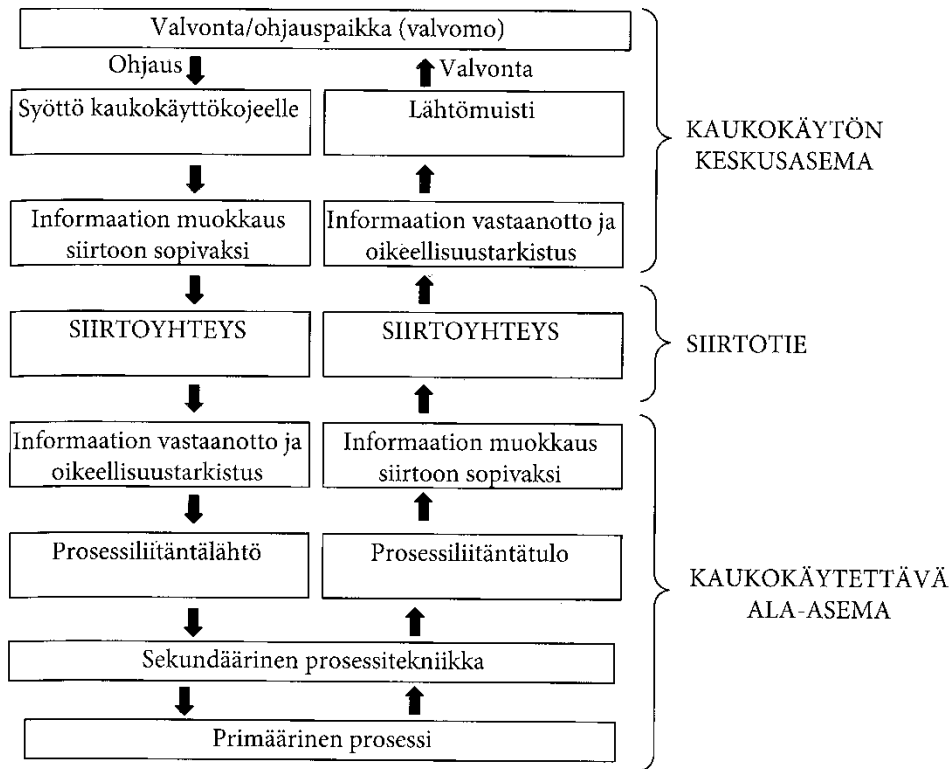 Valvonta/ohjauspaikka (valvomo)
Ohjaus
Valvonta
Syöttö kaukokäyttökojeelle
Lähtömuisti
KAUKOKÄYTÖN
KESKUSASEMA
Informaation muokkaus
siirtoon sopivaksi
Informaation vastaanotto ja
oikeellisuustarkistus
SIIRTOYHTEYS
SIIRTOYHTEYS
SIIRTOTIE
Informaation vastaanotto ja
oikeellisuustarkistus
Informaation muokkaus
siirtoon sopivaksi
Prosessiliitäntälähtö
Prosessiliitäntätulo
KAUKOKÄYTETTÄVÄ
ALA-ASEMA
Sekundäärinen prosessitekniikka
Primäärinen prosessi